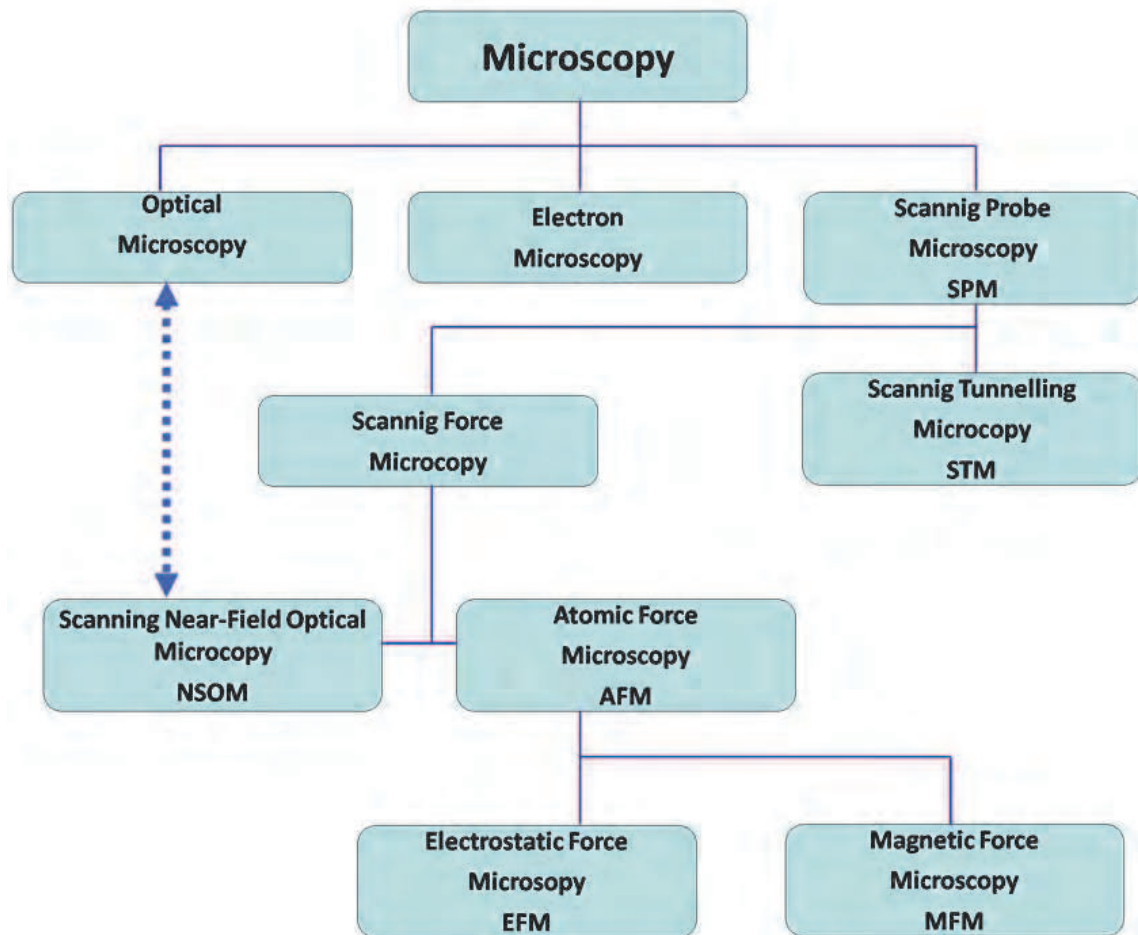 Microscopy
Optical
Microscopy
Electron
Microscopy
Scannig Probe
Microscopy
SPM
Scannig Force
Microcopy
Scannig Tunnelling
Microcopy
STM
Scanning Near-Field Optical
Microcopy
NSOM
Atomic Force
Microscopy
AFM
Electrostatic Force
Microsopy
EFM
Magnetic Force
Microscopy
MFM